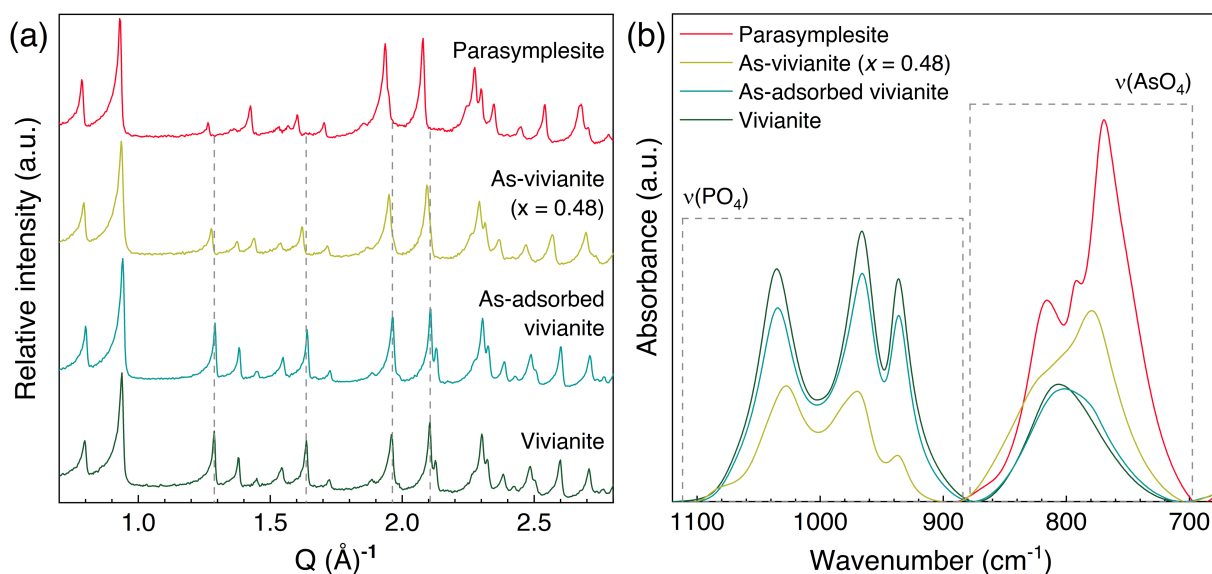 (a)
Parasymplesite
As-vivianite
(x = 0.48)
As-adsorbed
vivianite
Vivianite
Relative intensity (a.u.)
1.0 1.5 2.0 2.5
Q (Å)⁻¹
(b)
Parasymplesite
As-vivianite (x = 0.48)
As-adsorbed vivianite
Vivianite
ν(AsO₄)
ν(PO₄)
Absorbance (a.u.)
1100 1000 900 800 700
Wavenumber (cm⁻¹)